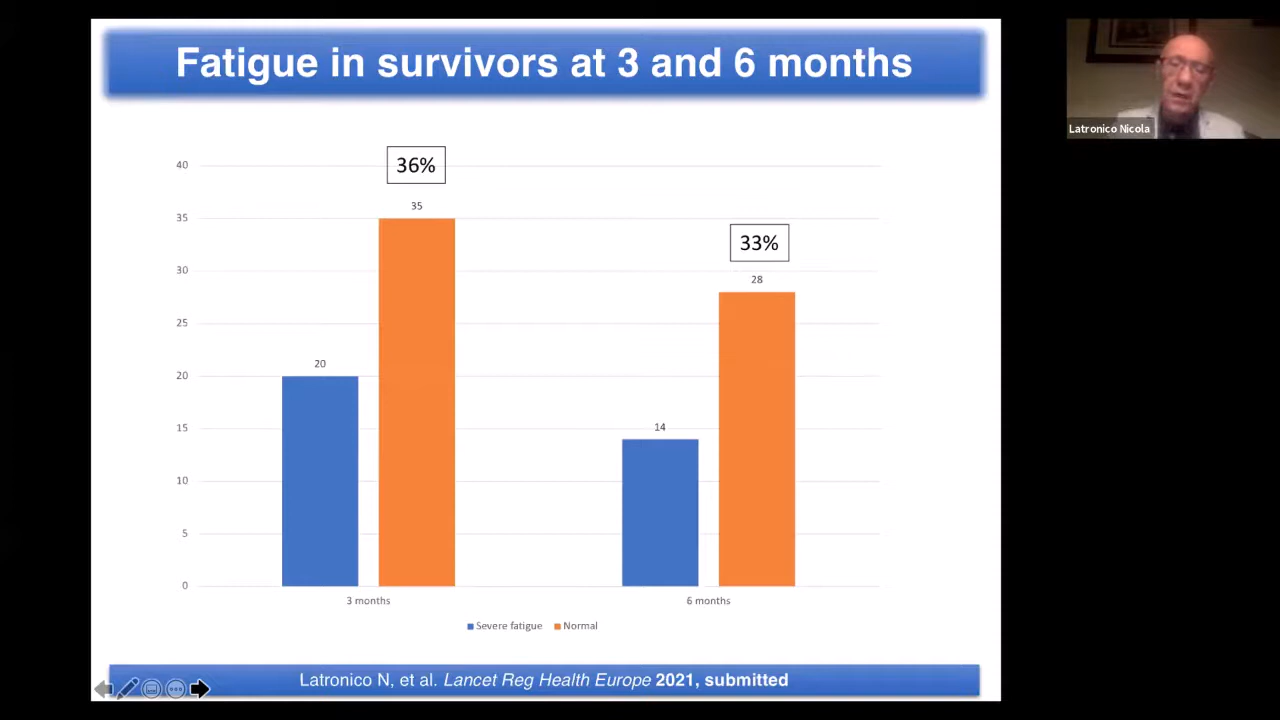 Fatigue in survivors at 3 and 6 months
Latronico Nicola
40
35
30
25
20
15
10
5
0
36%
35
20
33%
28
14
3 months
6 months
Severe fatigue
Normal
Latronico N, et al. Lancet Reg Health Europe 2021, submitted